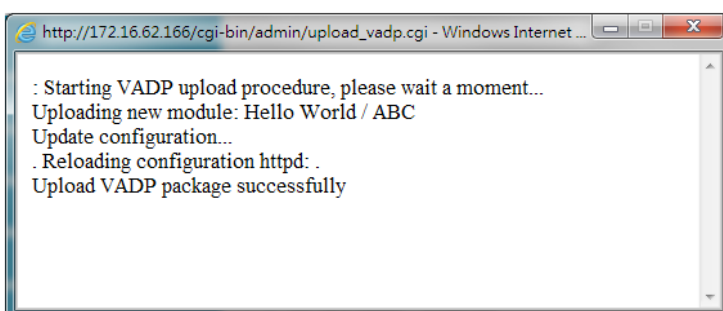 http://172.16.62.166/cgi-bin/admin/upload_vadp.cgi - Windows Internet ...
: Starting VADP upload procedure, please wait a moment...
Uploading new module: Hello World / ABC
Update configuration...
. Reloading configuration httpd: .
Upload VADP package successfully